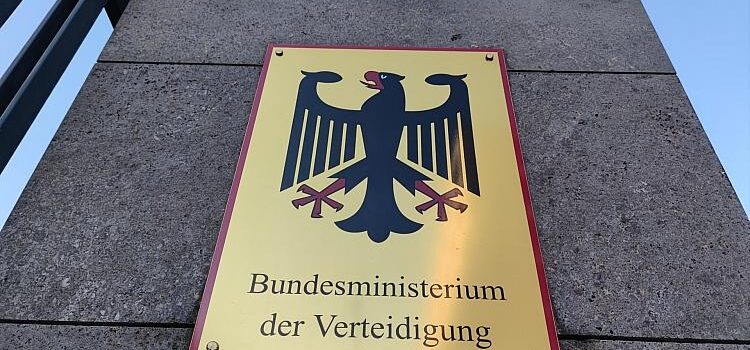 Bundesministerium
der Verteidigung